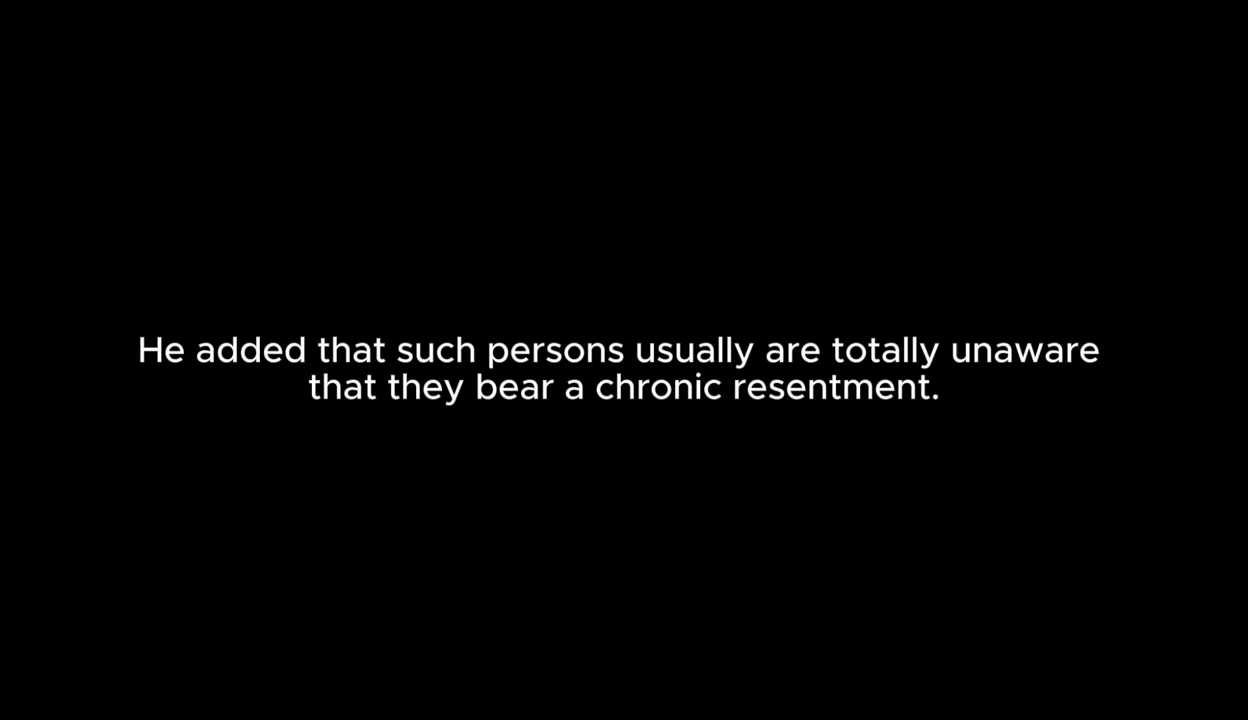 He added that such persons usually are totally unaware
that they bear a chronic resentment.